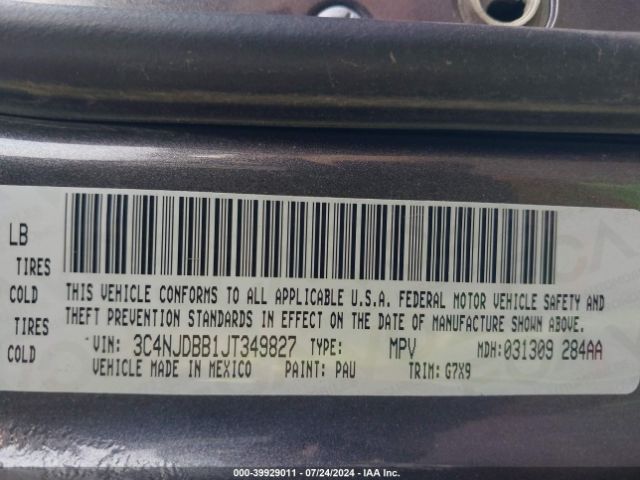 LB
TIRES
COLD
THIS VEHICLE CONFORMS TO ALL APPLICABLE U.S.A. FEDERAL MOTOR VEHICLE SAFETY AND
TIRES
THEFT PREVENTION STANDARDS IN EFFECT ON THE DATE OF MANUFACTURE SHOWN ABOVE.
COLD
VIN: 3C4NJDBB1JT349827 TYPE: MPV MDH:031309 284AA
VEHICLE MADE IN MEXICO PAINT: PAU TRIM: G7X9
000-39929011 - 07/24/2024 - IAA Inc.